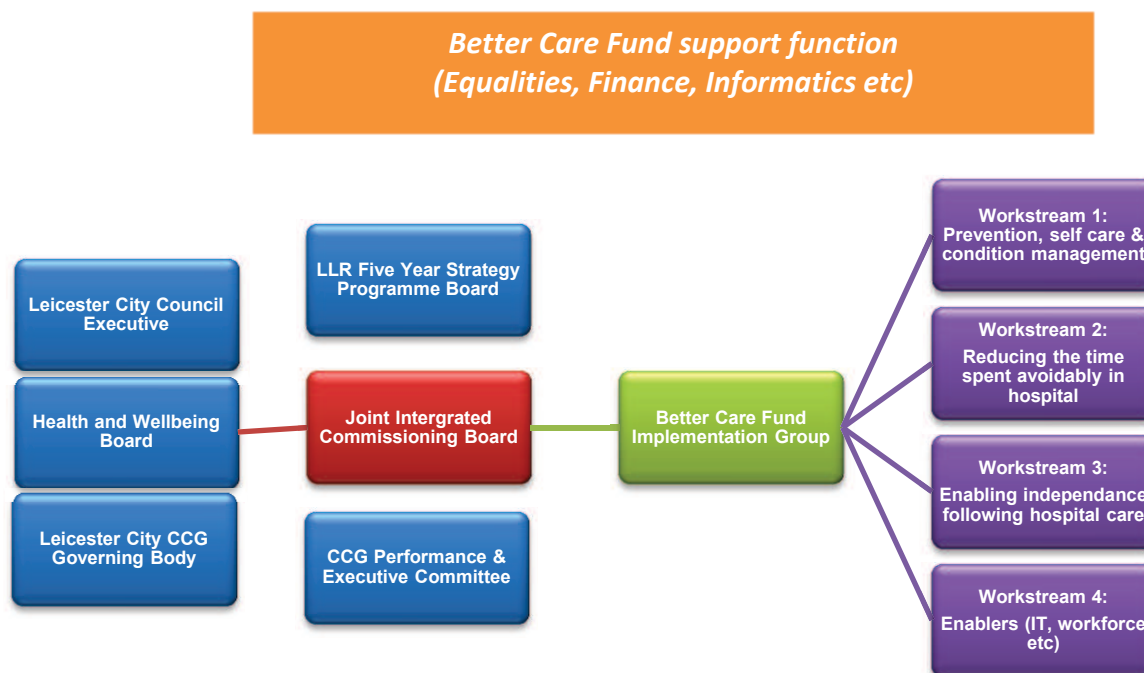 Better Care Fund support function
(Equalities, Finance, Informatics etc)
Leicester City Council
Executive
Health and Wellbeing
Board
Leicester City CCG
Governing Body
LLR Five Year Strategy
Programme Board
Joint Intergrated
Commissioning Board
CCG Performance &
Executive Committee
Better Care Fund
Implementation Group
Workstream 1:
Prevention, self care &
condition management
Workstream 2:
Reducing the time
spent avoidably in
hospital
Workstream 3:
Enabling independance
following hospital care
Workstream 4:
Enablers (IT, workforce
etc)